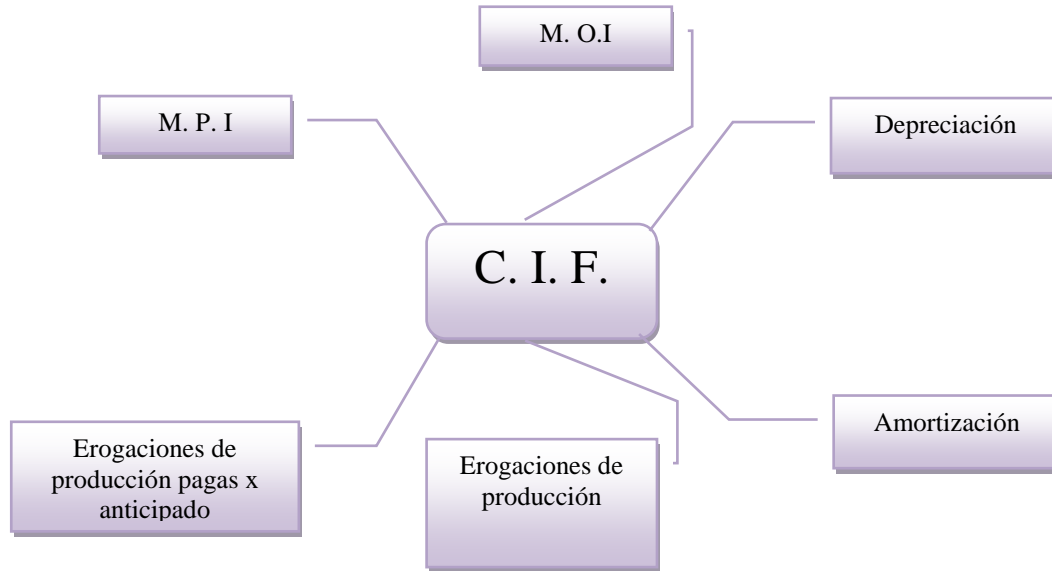 M. O.I
M. P. I
Depreciación
C. I. F.
Amortización
Erogaciones de
producción pagas x
anticipado
Erogaciones de
producción